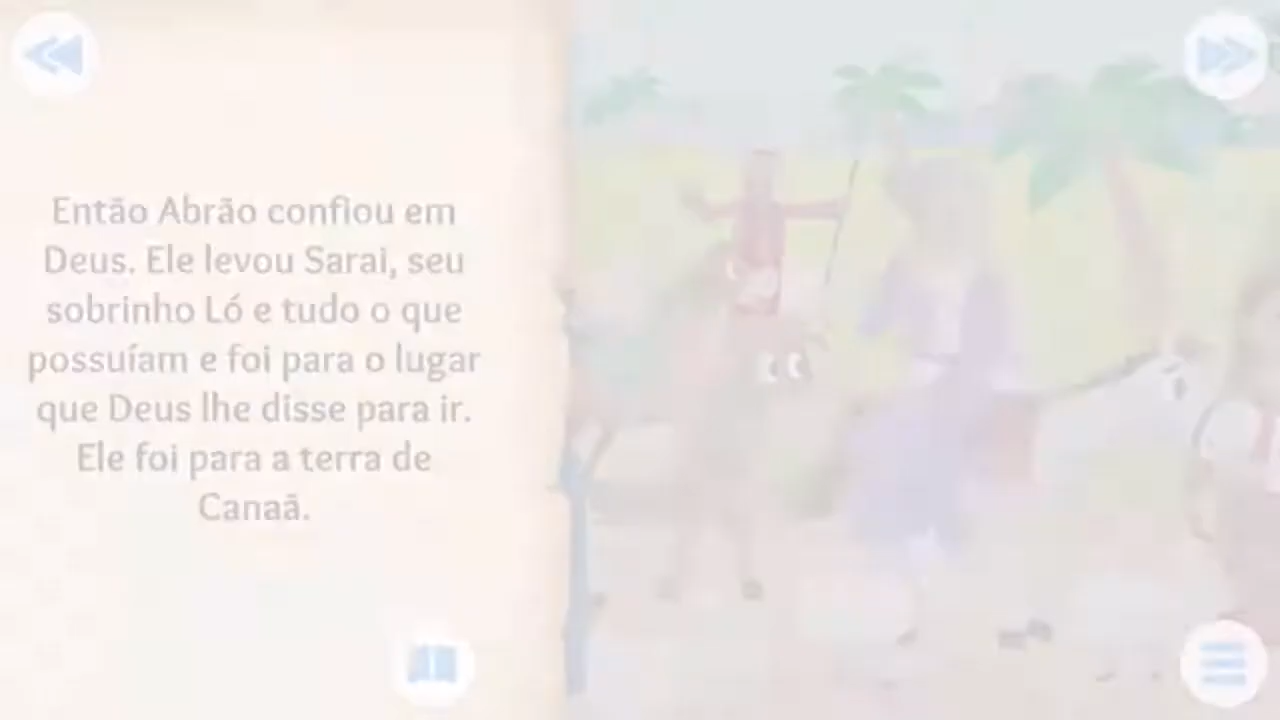 Então Abrão confiou em
Deus. Ele levou Sarai, seu
sobrinho Ló e tudo o que
possuíam e foi para o lugar
que Deus lhe disse para ir.
Ele foi para a terra de
Canaã.